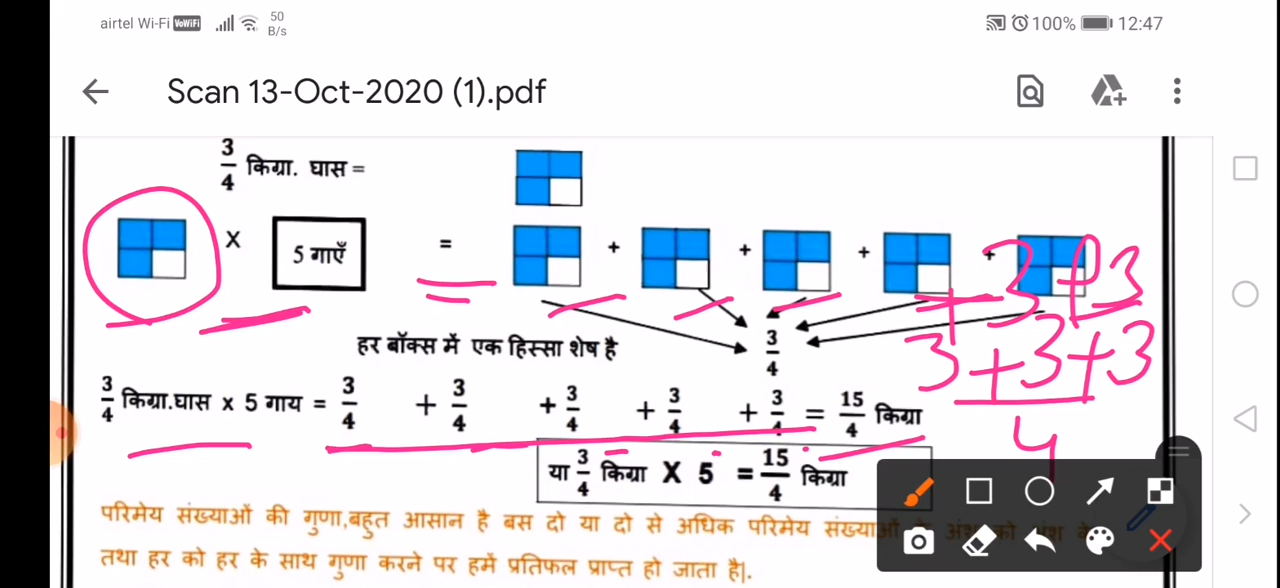 airtel Wi-Fi VoWiFi 50 B/s 100% 12:47
Scan 13-Oct-2020 (1).pdf
3/4 किग्रा. घास =
X 5 गाएँ = + + + +
+ 3 + 3
3 + 3 + 3
4
हर बॉक्स में एक हिस्सा शेष है 3/4
3/4 किग्रा.घास x 5 गाय = 3/4 + 3/4 + 3/4 + 3/4 + 3/4 = 15/4 किग्रा
या 3/4 किग्रा X 5 = 15/4 किग्रा
परिमेय संख्याओं की गुणा,बहुत आसान है बस दो या दो से अधिक परिमेय
तथा हर को हर के साथ गुणा करने पर हमें प्रतिफल प्राप्त हो जाता है|.